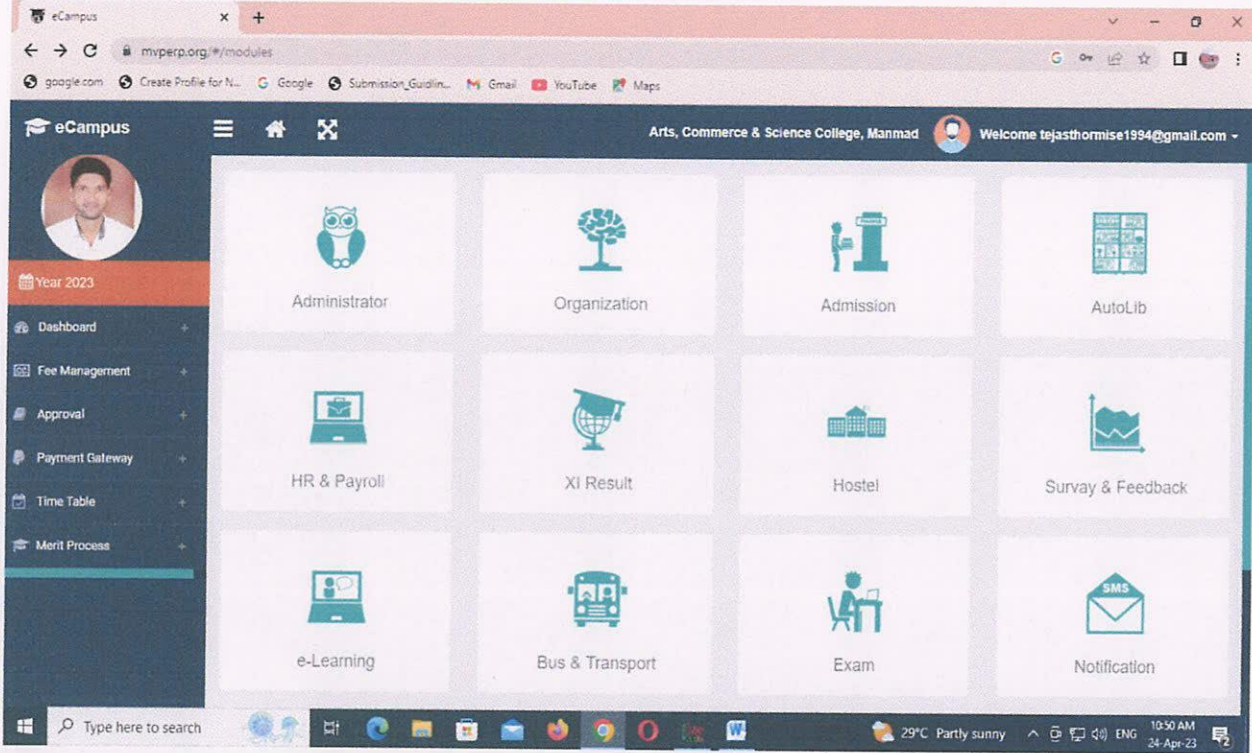 eCampus
mvperp.org/#/modules
google.com Create Profile for N... Google Submission_Guidlin... Gmail YouTube Maps
eCampus Arts, Commerce & Science College, Manmad Welcome tejasthormise1994@gmail.com
Year 2023
Dashboard
Fee Management
Approval
Payment Gateway
Time Table
Merit Process
Administrator Organization Admission AutoLib
HR & Payroll XI Result Hostel Survay & Feedback
SMS
e-Learning Bus & Transport Exam Notification
Type here to search 29°C Partly sunny ENG 10:50 AM
24-Apr-23 2